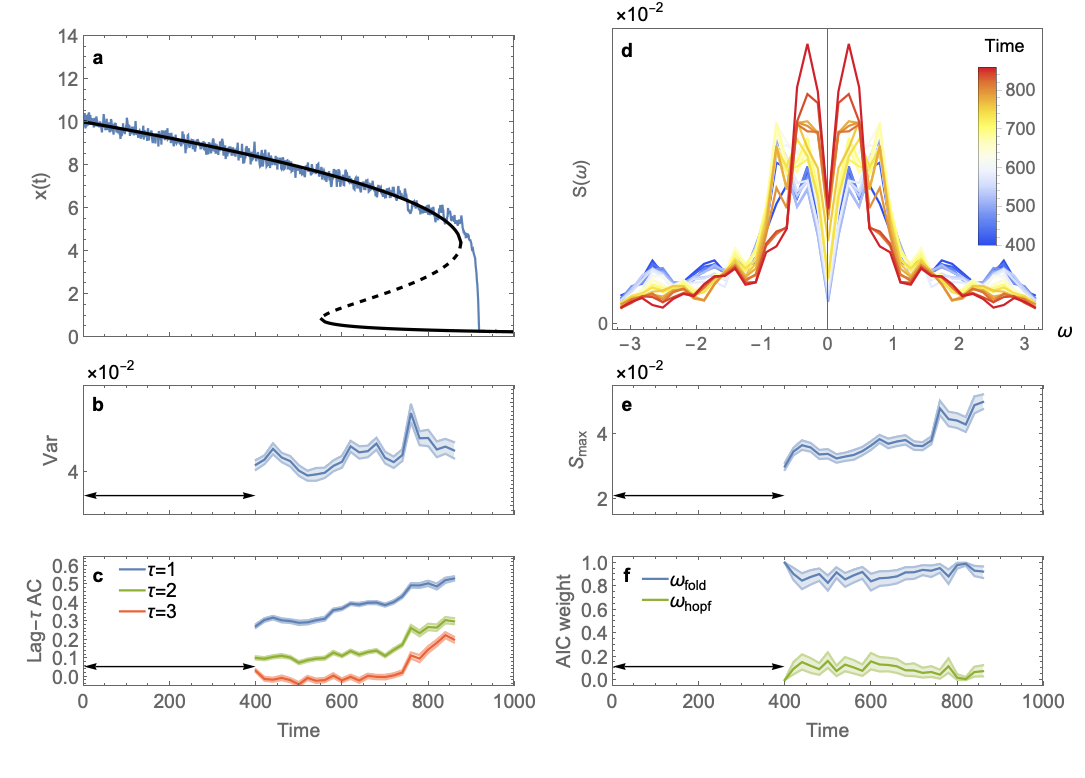 a
x(t)
14
12
10
8
6
4
2
0
×10⁻²
d
S(ω)
0
−3
−2
−1
0
1
2
3
ω
Time
800
700
600
500
400
×10⁻²
b
Var
4
×10⁻²
e
Smax
4
2
c
Lag−τ AC
0.6
0.5
0.4
0.3
0.2
0.1
0.0
τ=1
τ=2
τ=3
0
200
400
600
800
1000
Time
f
AIC weight
1.0
0.8
0.6
0.4
0.2
0.0
ωfold
ωhopf
0
200
400
600
800
1000
Time